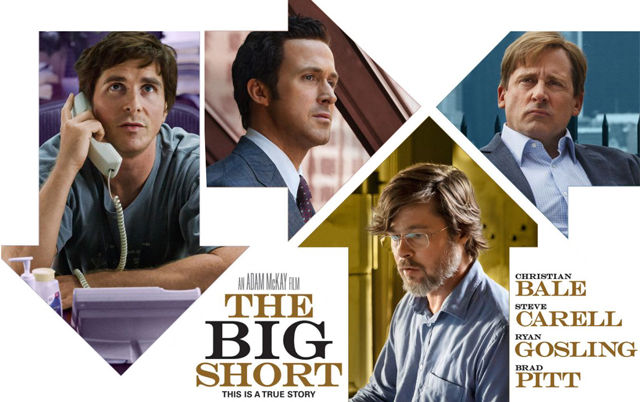 AN ADAM McKAY FILM
THE
BIG
SHORT
THIS IS A TRUE STORY
CHRISTIAN
BALE
STEVE
CARELL
RYAN
GOSLING
BRAD
PITT